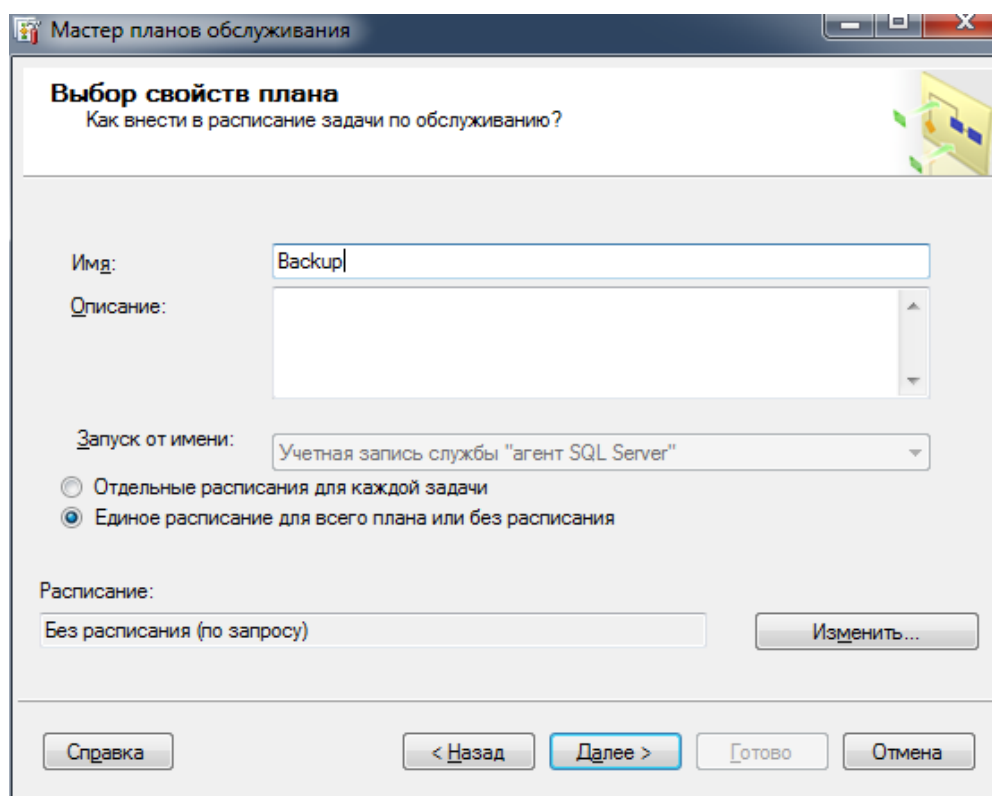 Мастер планов обслуживания
Выбор свойств плана
Как внести в расписание задачи по обслуживанию?
Имя:
Backup
Описание:
Запуск от имени:
Учетная запись службы "агент SQL Server"
Отдельные расписания для каждой задачи
Единое расписание для всего плана или без расписания
Расписание:
Без расписания (по запросу)
Изменить...
Справка
< Назад
Далее >
Готово
Отмена